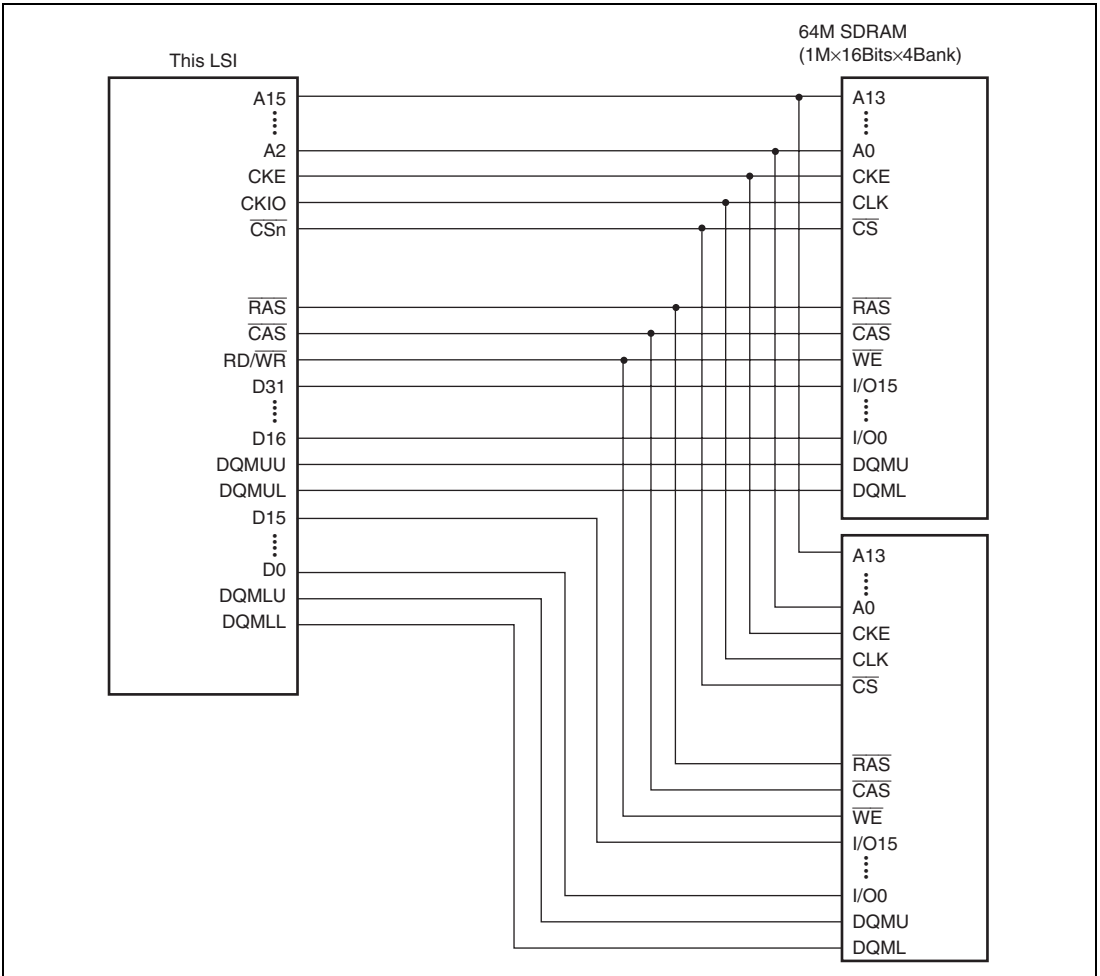 This LSI
A15
A2
CKE
CKIO
CSn
RAS
CAS
RD/WR
D31
D16
DQMUU
DQMUL
D15
D0
DQMLU
DQMLL
64M SDRAM
(1M×16Bits×4Bank)
A13
A0
CKE
CLK
CS
RAS
CAS
WE
I/O15
I/O0
DQMU
DQML
A13
A0
CKE
CLK
CS
RAS
CAS
WE
I/O15
I/O0
DQMU
DQML